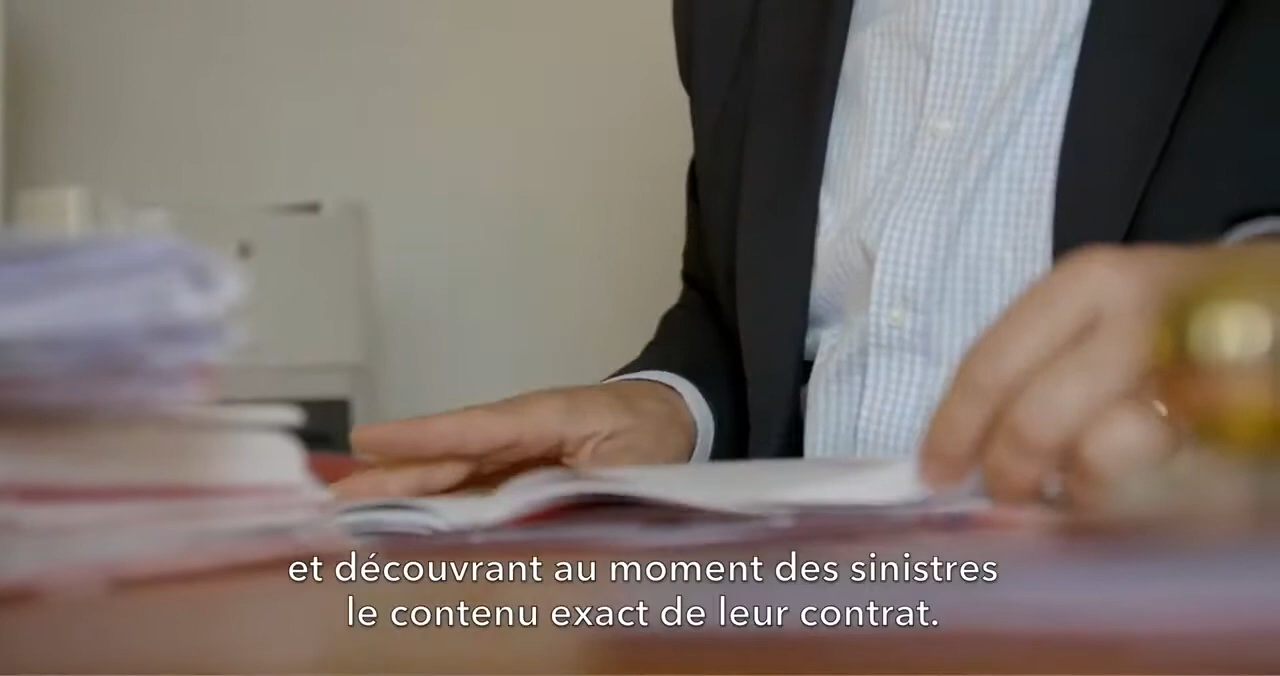 et découvrant au moment des sinistres
le contenu exact de leur contrat.